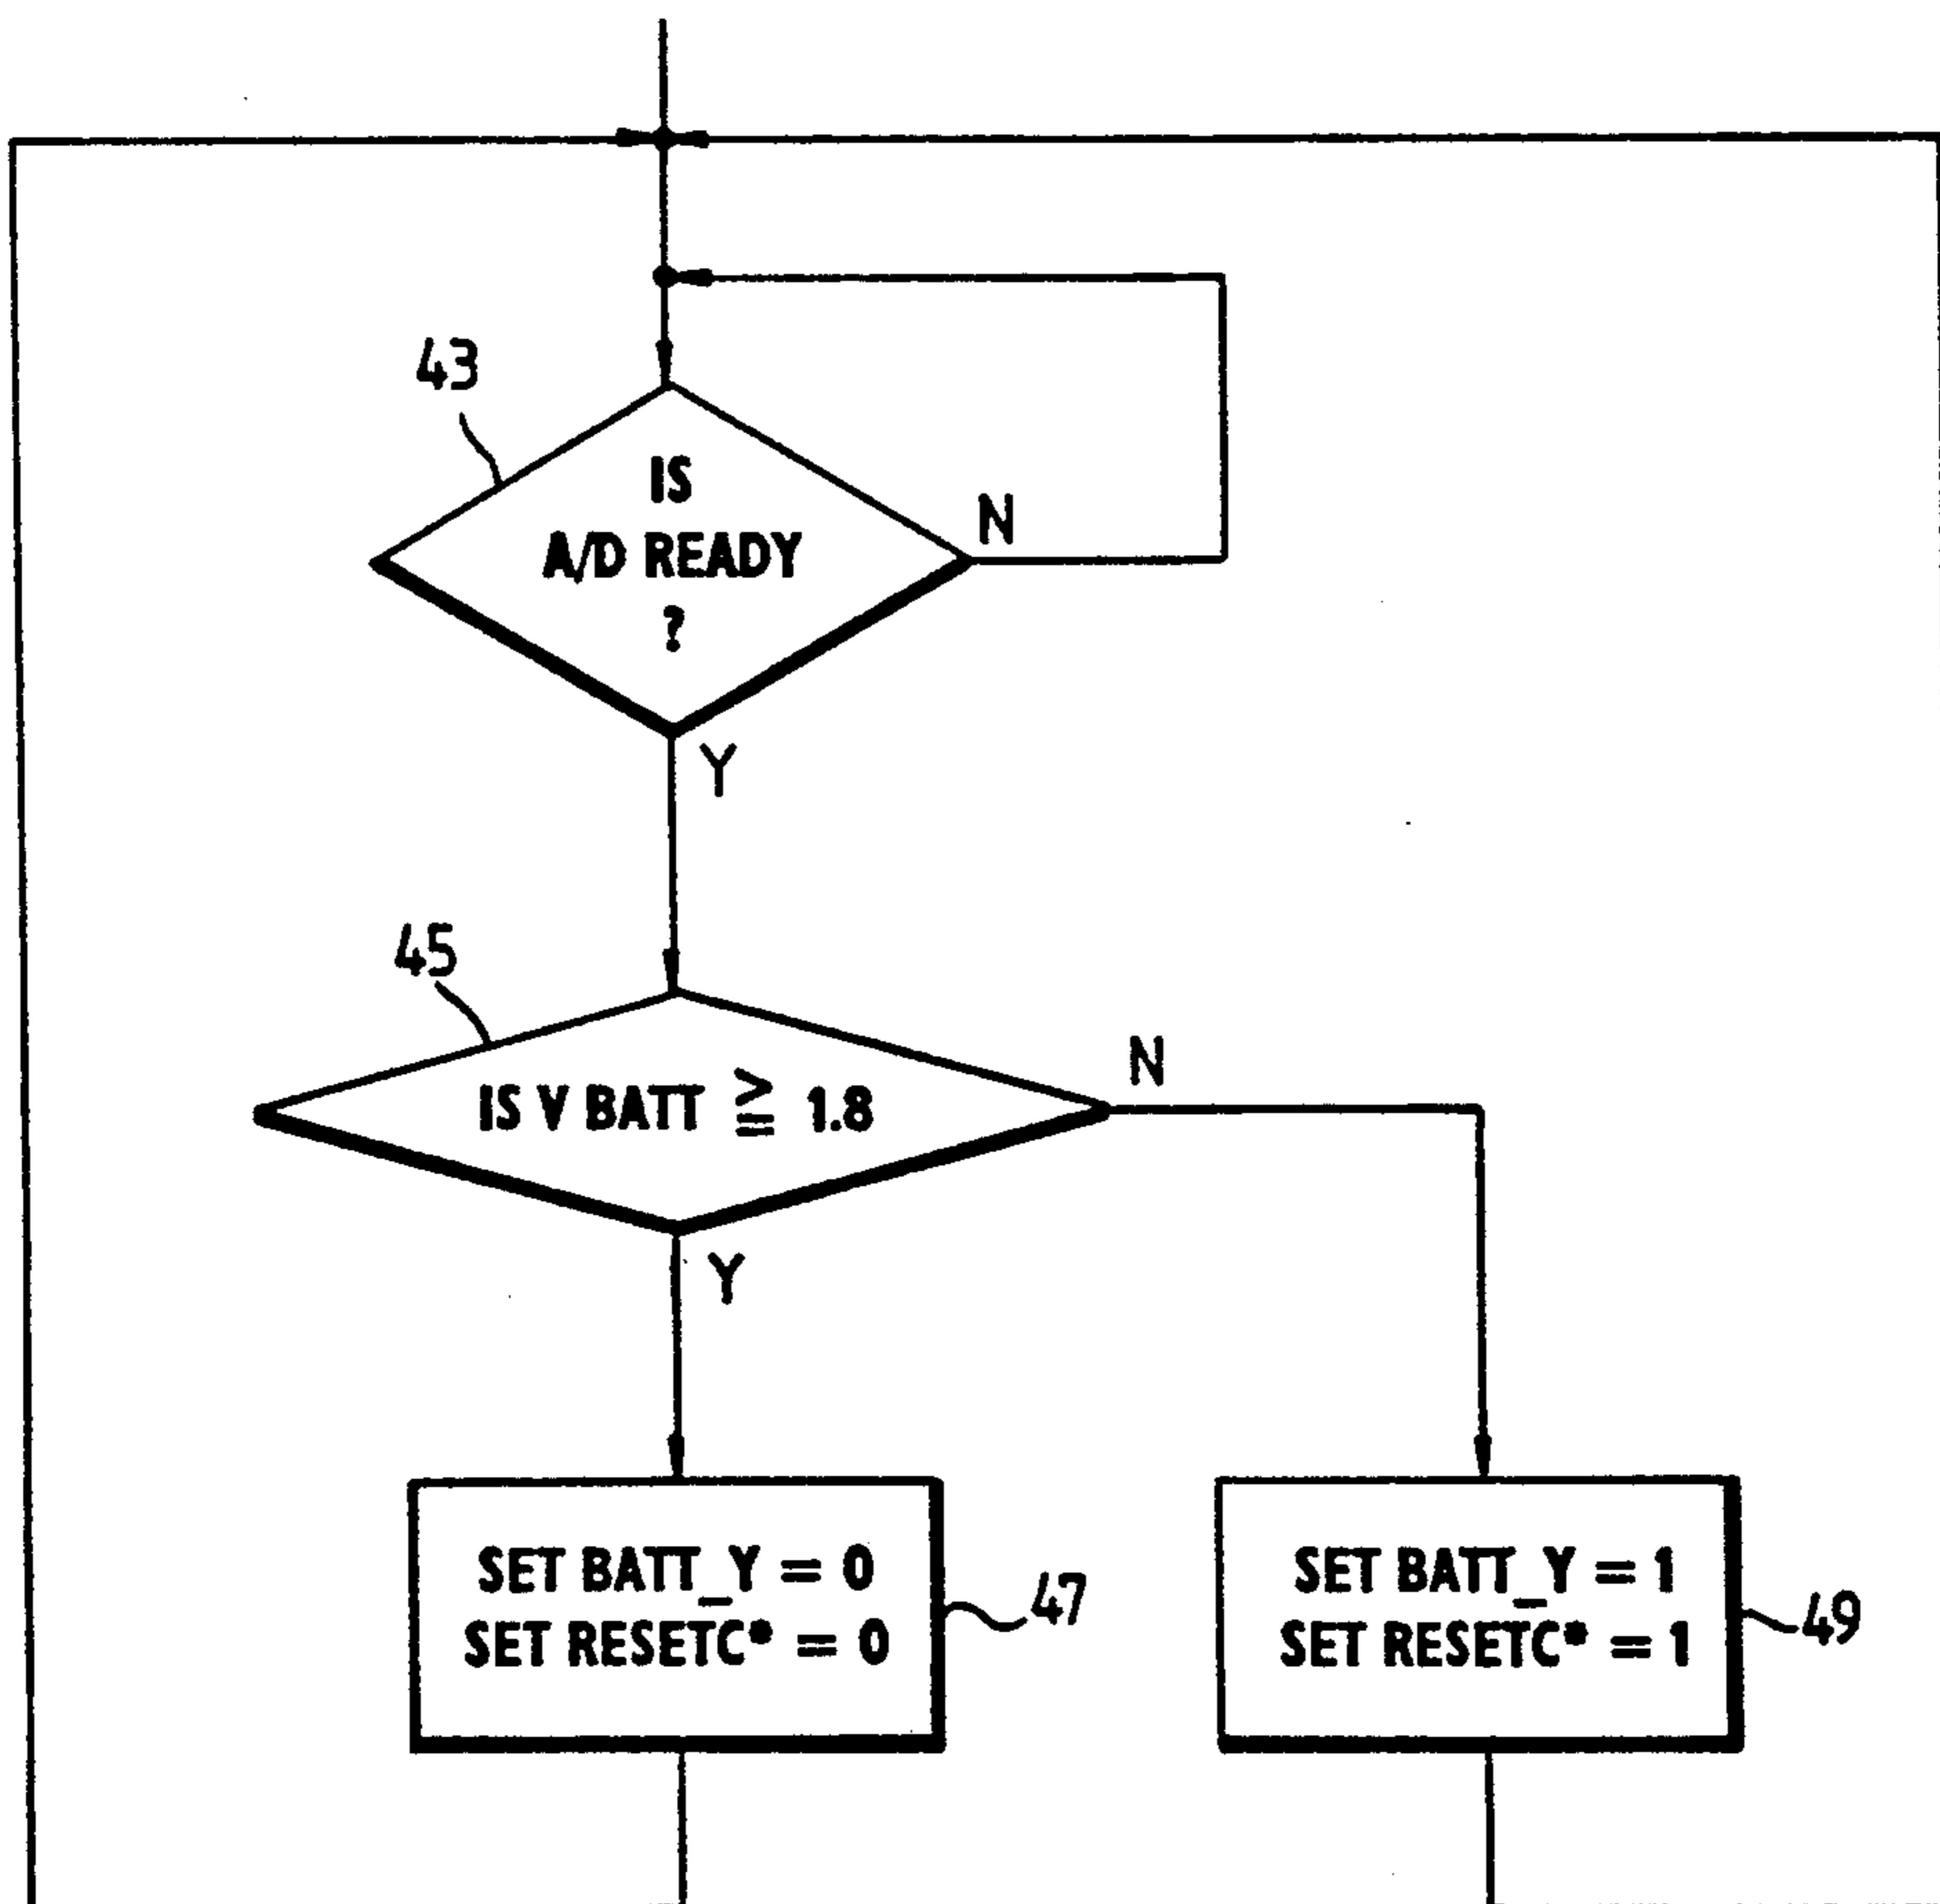 43
IS
A/D READY
?
N
Y
45
IS V BATT ≧ 1.8
N
Y
SET BATT_Y = 0
SET RESETC* = 0
47
SET BATT_Y = 1
SET RESETC* = 1
49